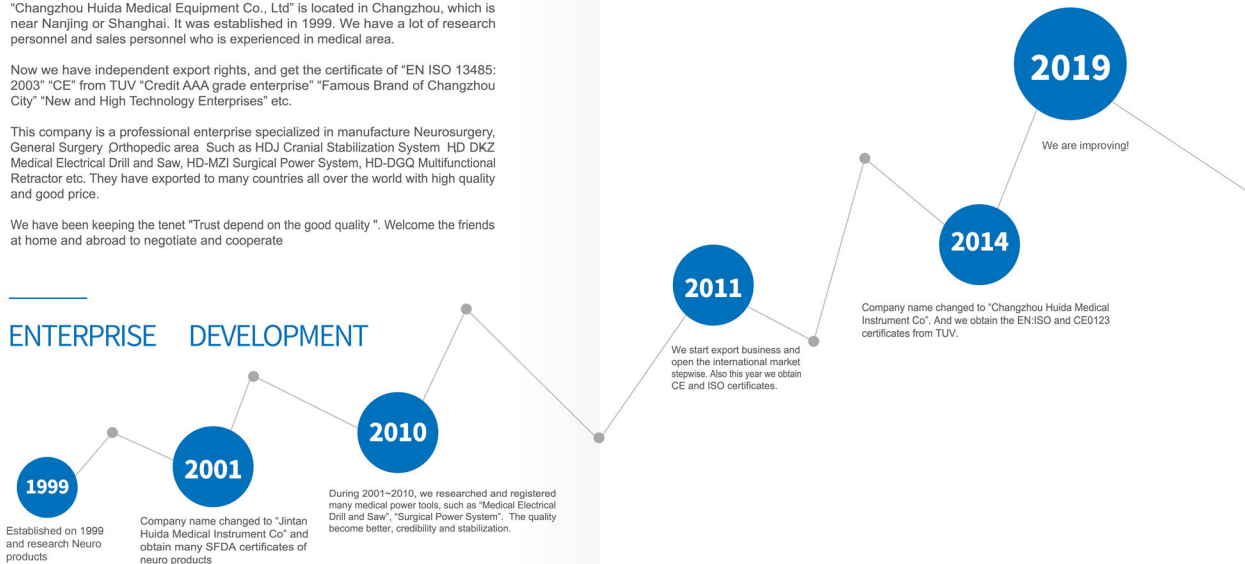 “Changzhou Huida Medical Equipment Co., Ltd” is located in Changzhou, which is
near Nanjing or Shanghai. It was established in 1999. We have a lot of research
personnel and sales personnel who is experienced in medical area.
Now we have independent export rights, and get the certificate of “EN ISO 13485:
2003” “CE” from TUV “Credit AAA grade enterprise” “Famous Brand of Changzhou
City” “New and High Technology Enterprises” etc.
This company is a professional enterprise specialized in manufacture Neurosurgery,
General Surgery Orthopedic area Such as HDJ Cranial Stabilization System HD DKZ
Medical Electrical Drill and Saw, HD-MZI Surgical Power System, HD-DGQ Multifunctional
Retractor etc. They have exported to many countries all over the world with high quality
and good price.
We have been keeping the tenet "Trust depend on the good quality ". Welcome the friends
at home and abroad to negotiate and cooperate
ENTERPRISE DEVELOPMENT
1999
Established on 1999
and research Neuro
products
2001
Company name changed to “Jintan
Huida Medical Instrument Co” and
obtain many SFDA certificates of
neuro products
2010
During 2001~2010, we researched and registered
many medical power tools, such as “Medical Electrical
Drill and Saw”, “Surgical Power System”. The quality
become better, credibility and stabilization.
2011
We start export business and
open the international market
stepwise. Also this year we obtain
CE and ISO certificates.
2014
Company name changed to “Changzhou Huida Medical
Instrument Co”. And we obtain the EN:ISO and CE0123
certificates from TUV.
2019
We are improving!